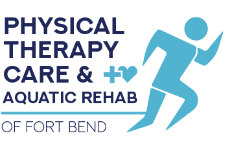 PHYSICAL
THERAPY
CARE &
AQUATIC REHAB
OF FORT BEND